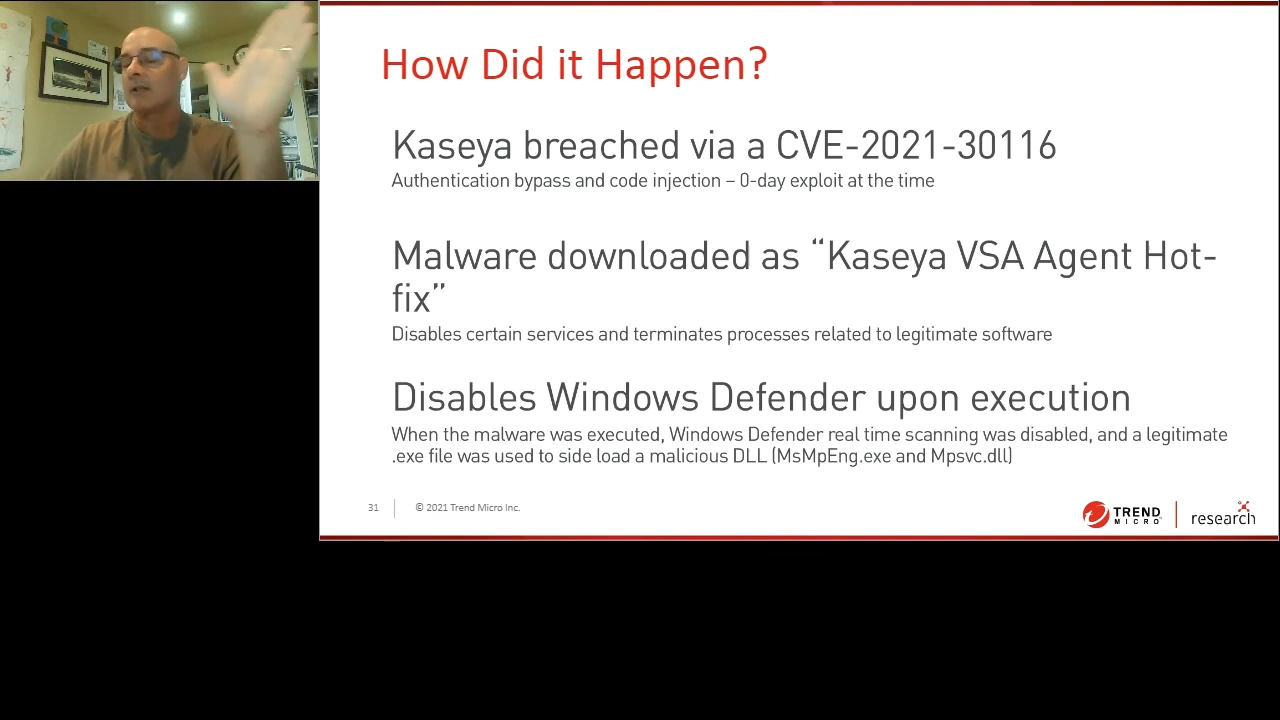 How Did it Happen?
Kaseya breached via a CVE-2021-30116
Authentication bypass and code injection – 0-day exploit at the time
Malware downloaded as “Kaseya VSA Agent Hot-
fix”
Disables certain services and terminates processes related to legitimate software
Disables Windows Defender upon execution
When the malware was executed, Windows Defender real time scanning was disabled, and a legitimate
.exe file was used to side load a malicious DLL (MsMpEng.exe and Mpsvc.dll)
31
© 2021 Trend Micro Inc.
TREND
MICRO
research